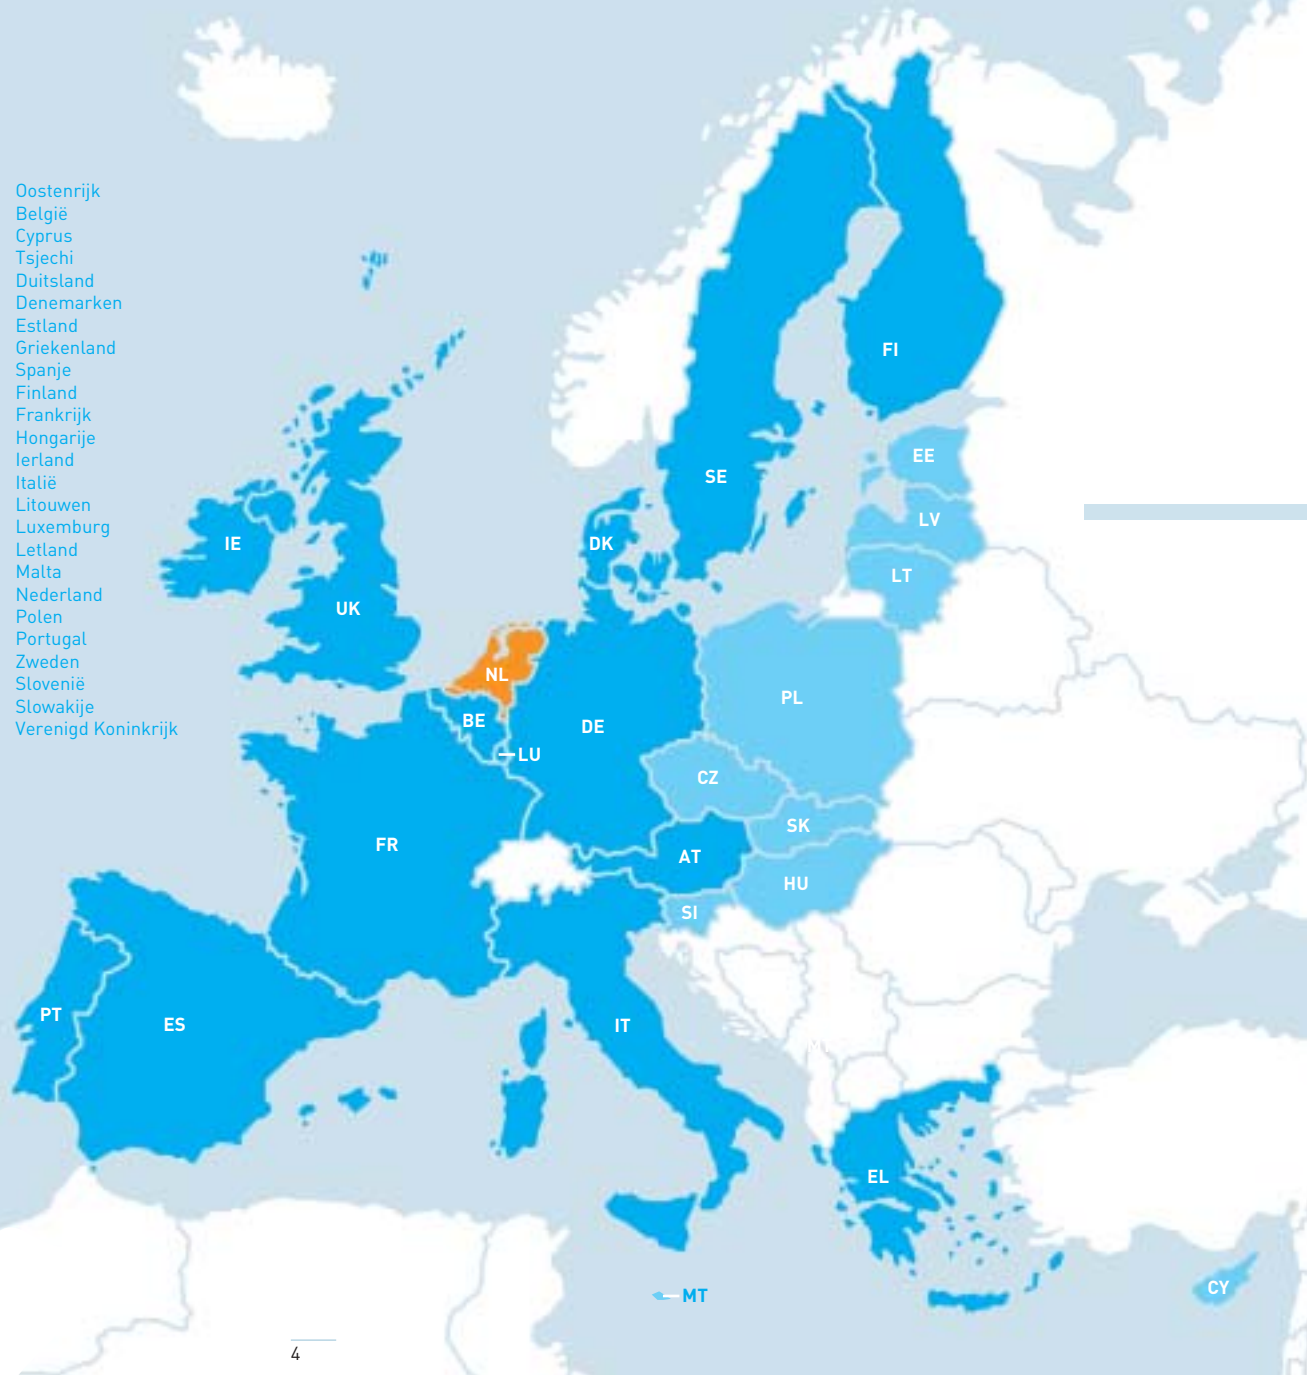 Oostenrijk
België
Cyprus
Tsjechi
Duitsland
Denemarken
Estland
Griekenland
Spanje
Finland
Frankrijk
Hongarije
Ierland
Italië
Litouwen
Luxemburg
Letland
Malta
Nederland
Polen
Portugal
Zweden
Slovenië
Slowakije
Verenigd Koninkrijk
FI
EE
SE
LV
IE
DK
LT
UK
NL
PL
BE
DE
LU
CZ
SK
FR
AT
HU
SI
PT
ES
IT
EL
CY
MT
4